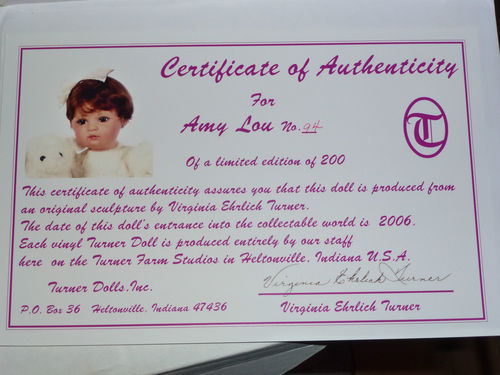 Certificate of Authenticity
For
Amy Lou No. 94
T
Of a limited edition of 200
This certificate of authenticity assures you that this doll is produced from
an original sculpture by Virginia Ehrlich Turner.
The date of this doll's entrance into the collectable world is 2006.
Each vinyl Turner Doll is produced entirely by our staff
here on the Turner Farm Studios in Heltonville, Indiana U.S.A.
Turner Dolls,Inc.
Virginia Ehrlich Turner
P.O. Box 36 Heltonville, Indiana 47436
Virginia Ehrlich Turner